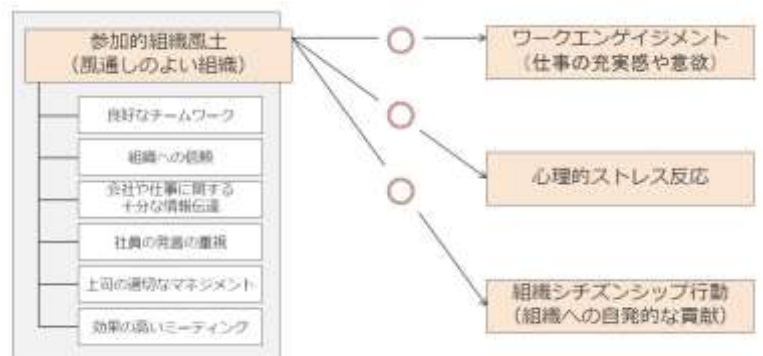 参加的組織風土
(風通しのよい組織)
良好なチームワーク
組織への信頼
会社や仕事に関する
十分な情報伝達
社員の発言の重視
上司の適切なマネジメント
効果の高いミーティング
ワークエンゲイジメント
(仕事の充実感や意欲)
心理的ストレス反応
組織シチズンシップ行動
(組織への自発的な貢献)